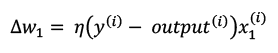 Δw₁ = η(y⁽ⁱ⁾ − output⁽ⁱ⁾)x₁⁽ⁱ⁾